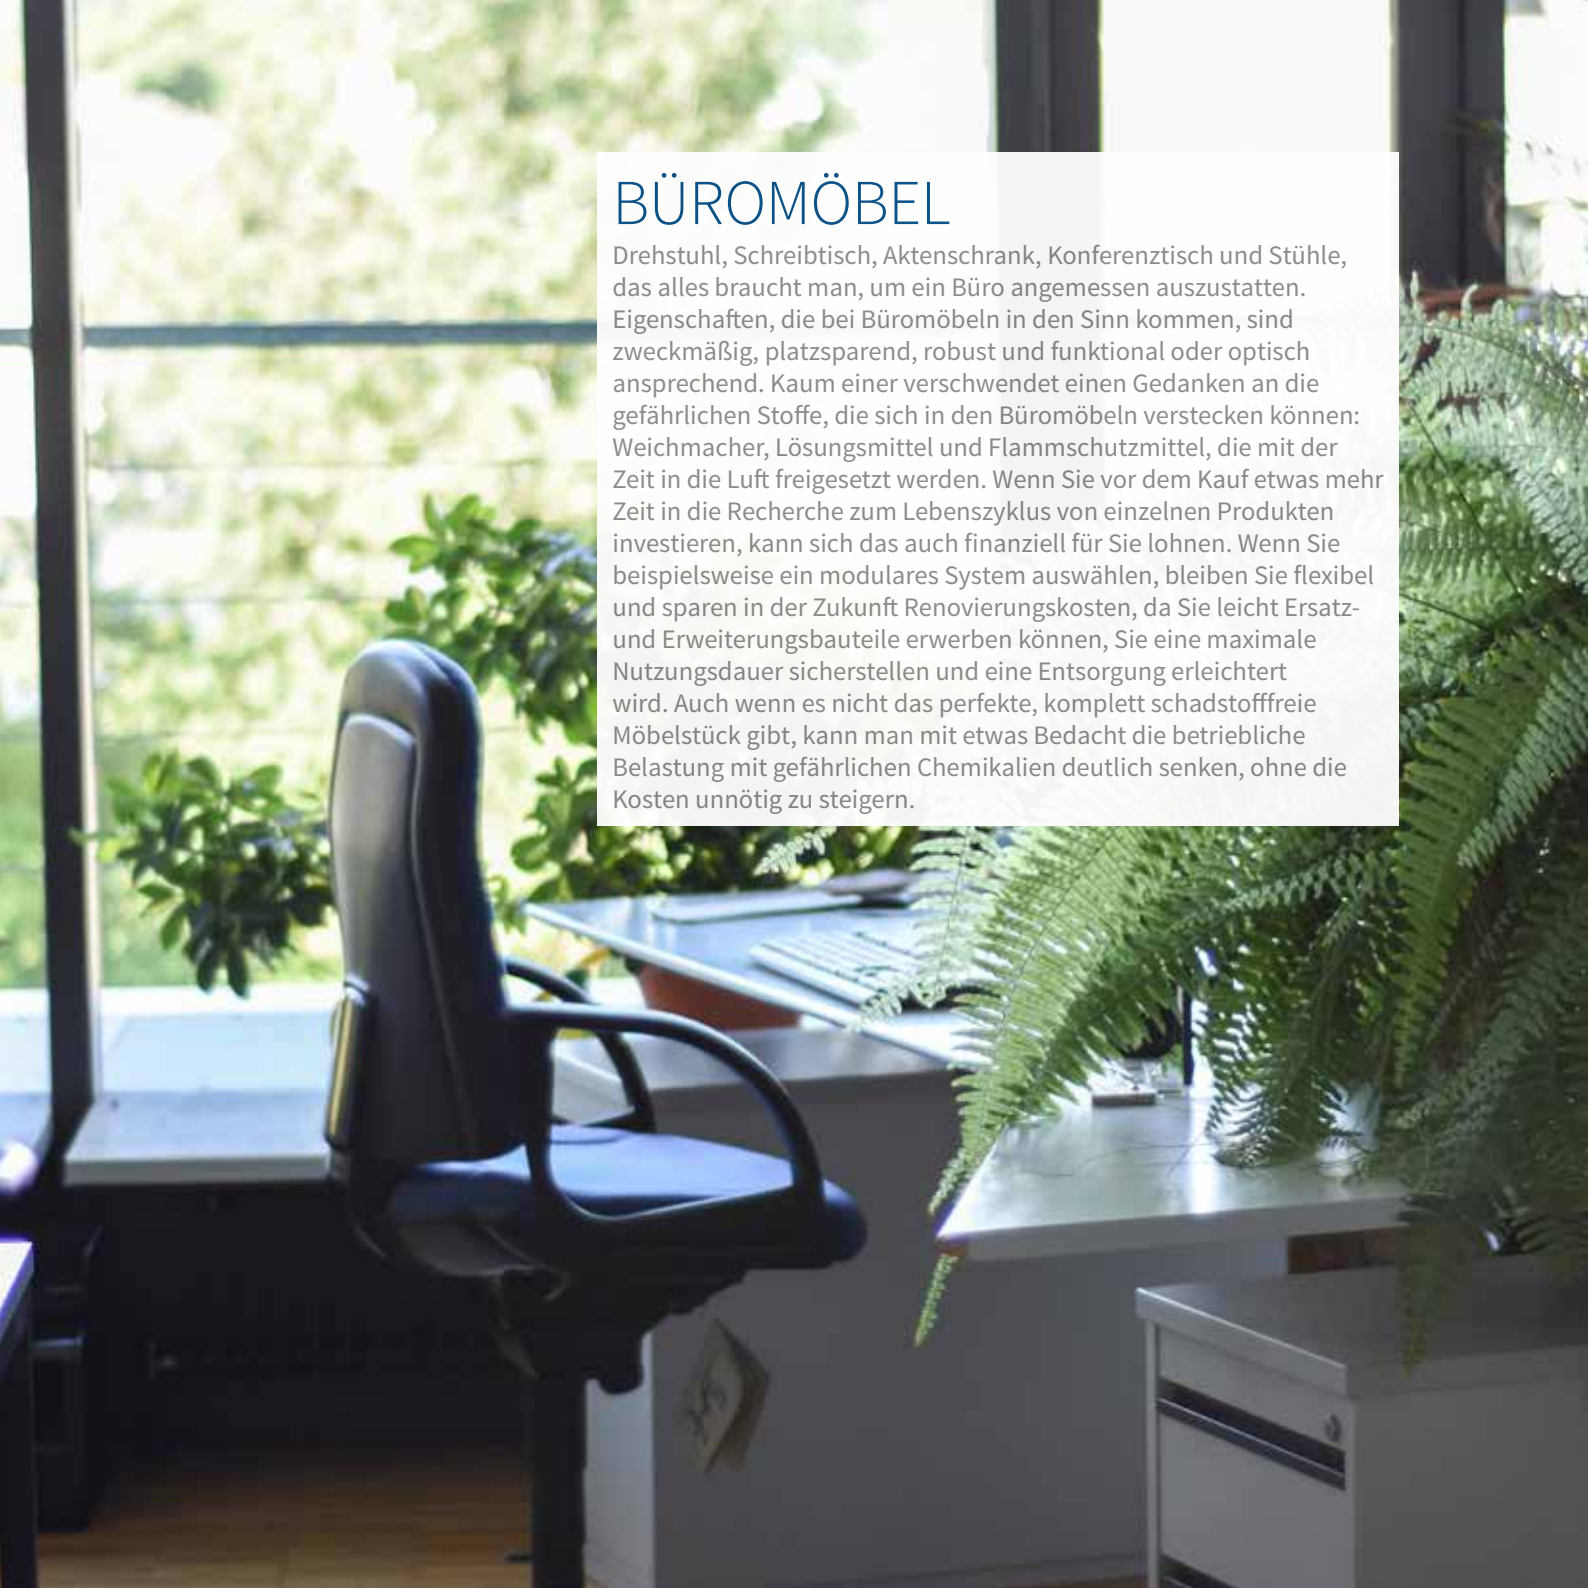 BÜROMÖBEL
Drehstuhl, Schreibtisch, Aktenschrank, Konferenztisch und Stühle,
das alles braucht man, um ein Büro angemessen auszustatten.
Eigenschaften, die bei Büromöbeln in den Sinn kommen, sind
zweckmäßig, platzsparend, robust und funktional oder optisch
ansprechend. Kaum einer verschwendet einen Gedanken an die
gefährlichen Stoffe, die sich in den Büromöbeln verstecken können:
Weichmacher, Lösungsmittel und Flammschutzmittel, die mit der
Zeit in die Luft freigesetzt werden. Wenn Sie vor dem Kauf etwas mehr
Zeit in die Recherche zum Lebenszyklus von einzelnen Produkten
investieren, kann sich das auch finanziell für Sie lohnen. Wenn Sie
beispielsweise ein modulares System auswählen, bleiben Sie flexibel
und sparen in der Zukunft Renovierungskosten, da Sie leicht Ersatz-
und Erweiterungsbauteile erwerben können, Sie eine maximale
Nutzungsdauer sicherstellen und eine Entsorgung erleichtert
wird. Auch wenn es nicht das perfekte, komplett schadstofffreie
Möbelstück gibt, kann man mit etwas Bedacht die betriebliche
Belastung mit gefährlichen Chemikalien deutlich senken, ohne die
Kosten unnötig zu steigern.